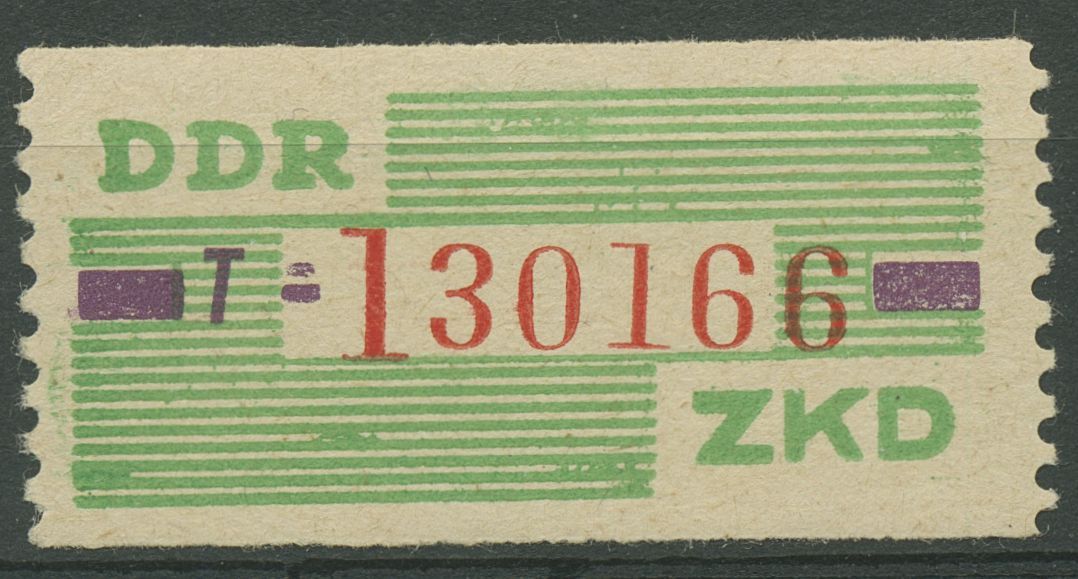 DDR
T = 130166
ZKD